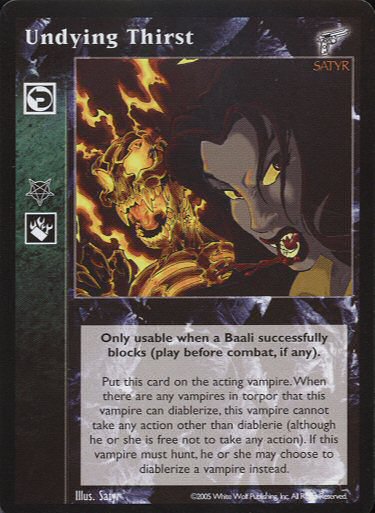 Undying Thirst
SATYR
Only usable when a Baali successfully
blocks (play before combat, if any).
Put this card on the acting vampire. When
there are any vampires in torpor that this
vampire can diablerize, this vampire cannot
take any action other than diablerie (although
he or she is free not to take any action). If this
vampire must hunt, he or she may choose to
diablerize a vampire instead.
Illus. Satyr
©2005 White Wolf Publishing, Inc. All Rights Reserved.